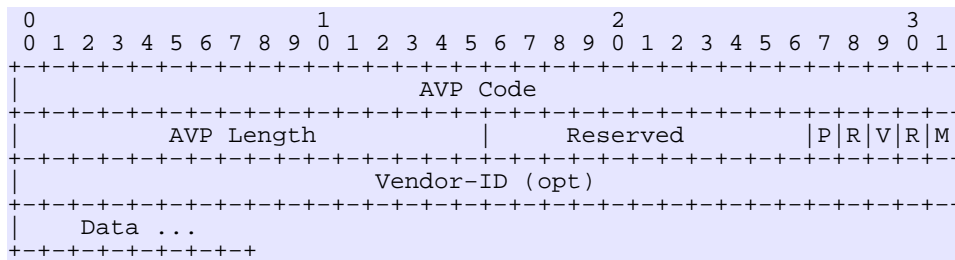 0                   1                   2                   3
 0 1 2 3 4 5 6 7 8 9 0 1 2 3 4 5 6 7 8 9 0 1 2 3 4 5 6 7 8 9 0 1
+-+-+-+-+-+-+-+-+-+-+-+-+-+-+-+-+-+-+-+-+-+-+-+-+-+-+-+-+-+-+-+--
|                           AVP Code
+-+-+-+-+-+-+-+-+-+-+-+-+-+-+-+-+-+-+-+-+-+-+-+-+-+-+-+-+-+-+-+--
|          AVP Length           |     Reserved        |P|R|V|R|M
+-+-+-+-+-+-+-+-+-+-+-+-+-+-+-+-+-+-+-+-+-+-+-+-+-+-+-+-+-+-+-+--
|                        Vendor-ID (opt)
+-+-+-+-+-+-+-+-+-+-+-+-+-+-+-+-+-+-+-+-+-+-+-+-+-+-+-+-+-+-+-+--
|    Data ...
+-+-+-+-+-+-+-+-+